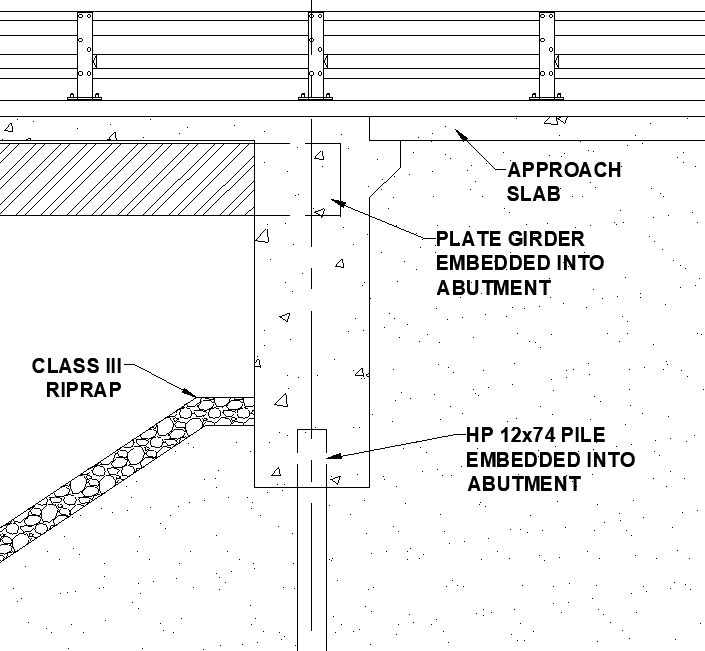 APPROACH
SLAB
PLATE GIRDER
EMBEDDED INTO
ABUTMENT
CLASS III
RIPRAP
HP 12x74 PILE
EMBEDDED INTO
ABUTMENT